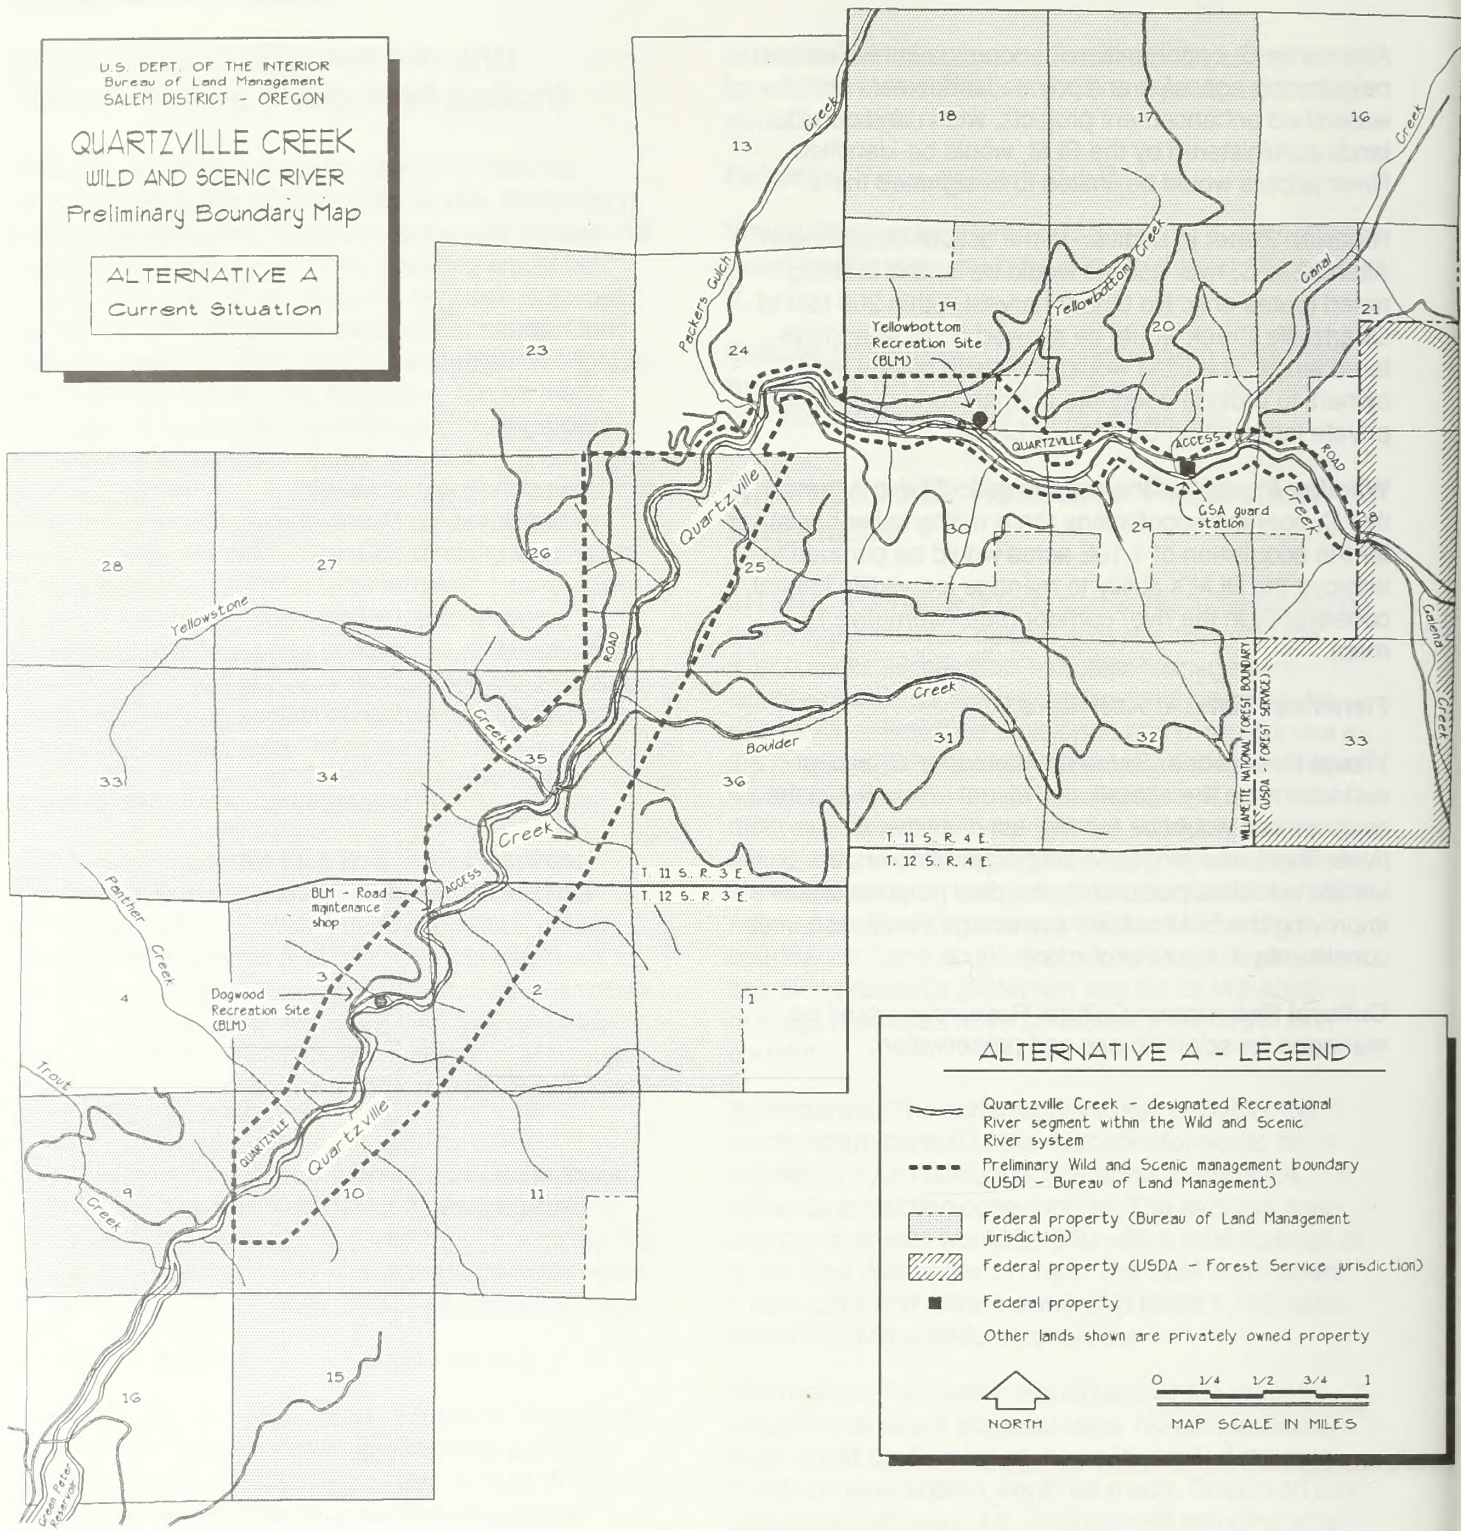 U.S. DEPT. OF THE INTERIOR
Bureau of Land Management
SALEM DISTRICT - OREGON
QUARTZVILLE CREEK
WILD AND SCENIC RIVER
Preliminary Boundary Map
ALTERNATIVE A
Current Situation
13
18
17
16
Creek
Creek
Packers Gulch
Yellowbottom Creek
Canal
23
24
19
20
21
Yellowbottom
Recreation Site
(BLM)
QUARTZVILLE
ACCESS
ROAD
Creek
GSA guard
station
28
27
26
25
30
29
28
Quartzville
Yellowstone
Creek
ROAD
Galena
Creek
WILLAMETTE NATIONAL FOREST BOUNDARY
(USDA - FOREST SERVICE)
33
34
35
36
31
32
33
Boulder
Creek
Creek
T. 11 S. R. 4 E.
T. 12 S. R. 4 E.
T. 11 S. R. 3 E.
T. 12 S. R. 3 E.
ACCESS
BLM - Road
maintenance
shop
Panther
Creek
4
3
2
1
Dogwood
Recreation Site
(BLM)
Trout
Creek
QUARTZVILLE
Quartzville
9
10
11
16
15
Green Peter
Reservoir
ALTERNATIVE A - LEGEND
Quartzville Creek - designated Recreational
River segment within the Wild and Scenic
River system
Preliminary Wild and Scenic management boundary
(USDI - Bureau of Land Management)
Federal property (Bureau of Land Management
jurisdiction)
Federal property (USDA - Forest Service jurisdiction)
Federal property
Other lands shown are privately owned property
NORTH
0 1/4 1/2 3/4 1
MAP SCALE IN MILES